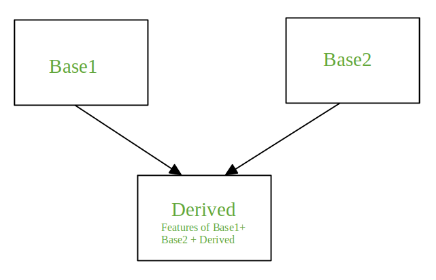 Base1
Base2
Derived
Features of Base1+
Base2 + Derived